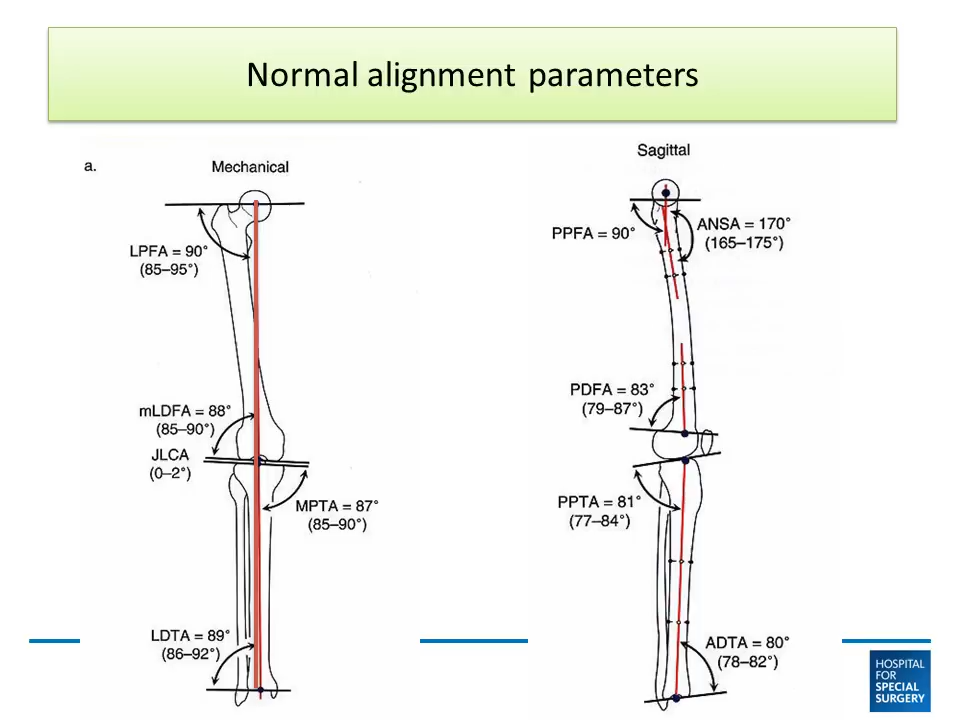 Normal alignment parameters
a.
Mechanical
LPFA = 90°
(85–95°)
mLDFA = 88°
(85–90°)
JLCA
(0–2°)
MPTA = 87°
(85–90°)
LDTA = 89°
(86–92°)
Sagittal
PPFA = 90°
ANSA = 170°
(165–175°)
PDFA = 83°
(79–87°)
PPTA = 81°
(77–84°)
ADTA = 80°
(78–82°)
HOSPITAL
FOR
SPECIAL
SURGERY